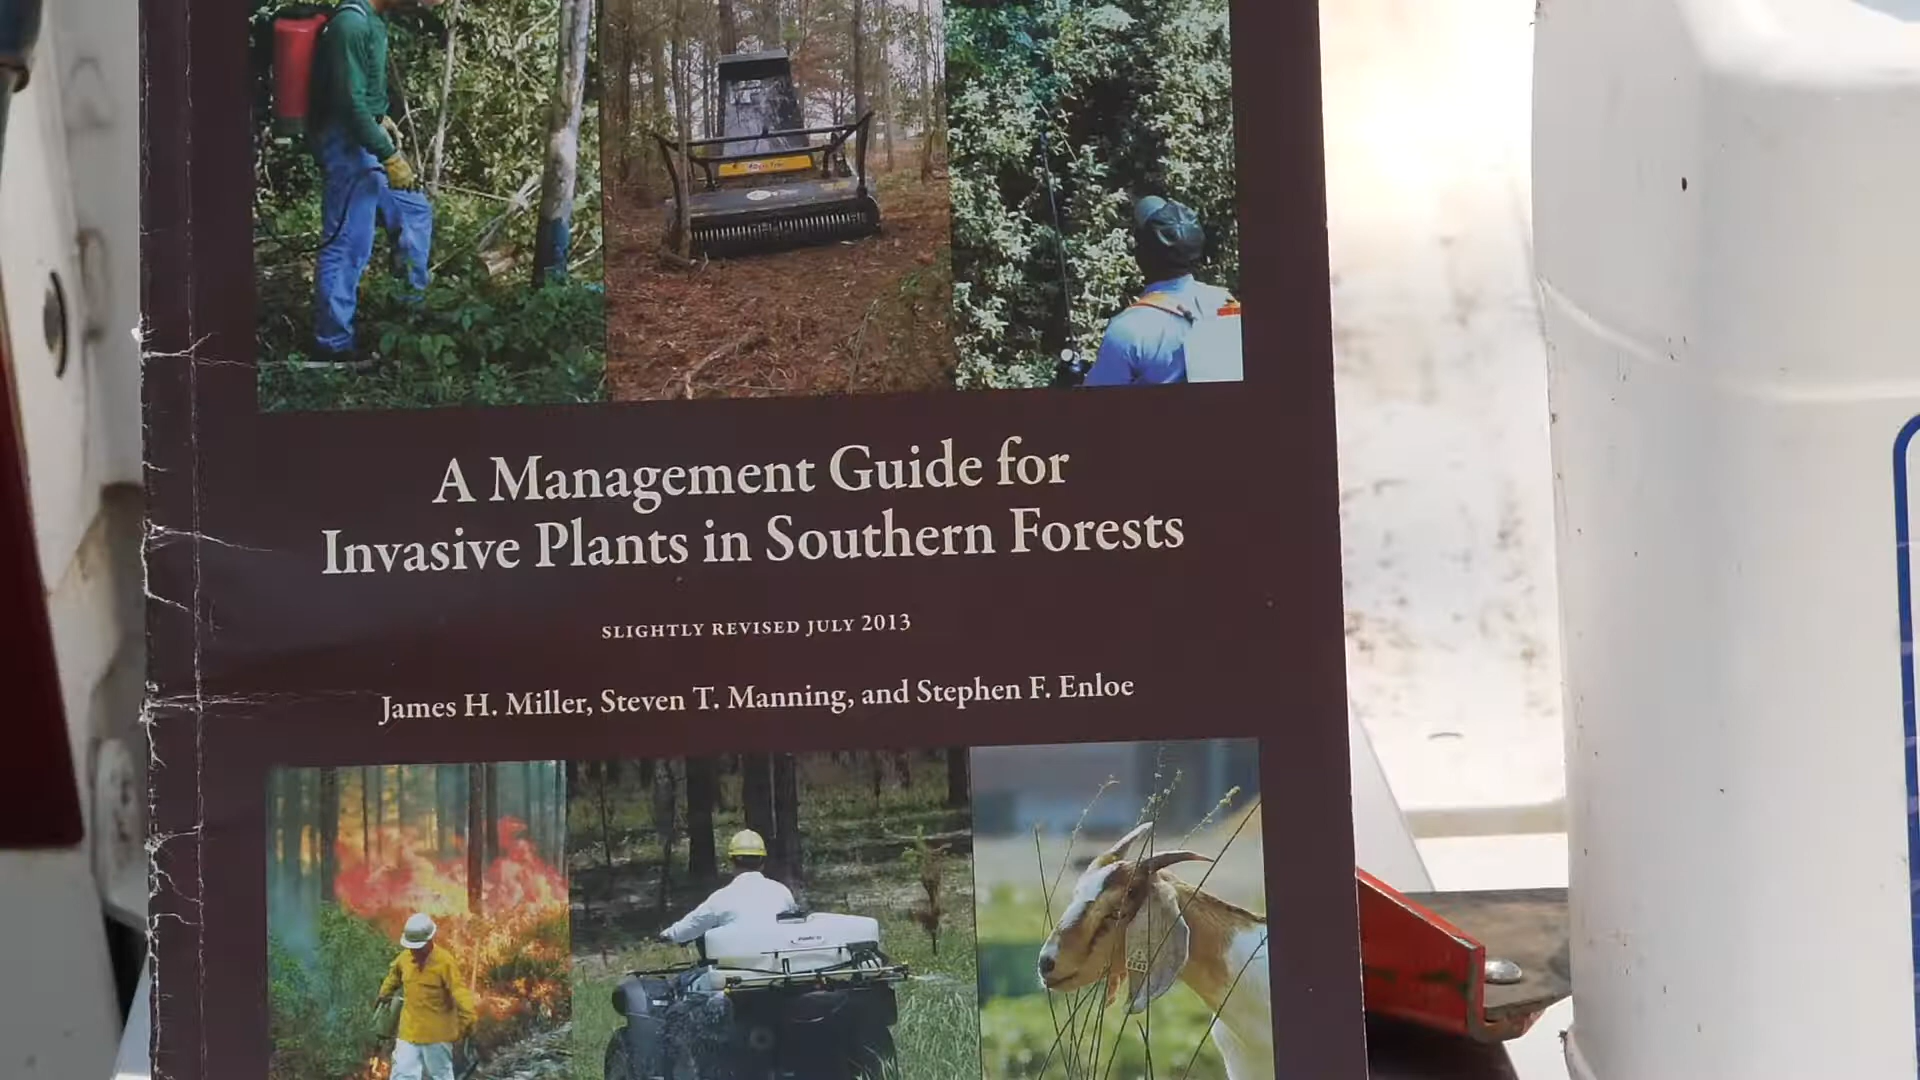 A Management Guide for
Invasive Plants in Southern Forests
SLIGHTLY REVISED JULY 2013
James H. Miller, Steven T. Manning, and Stephen F. Enloe